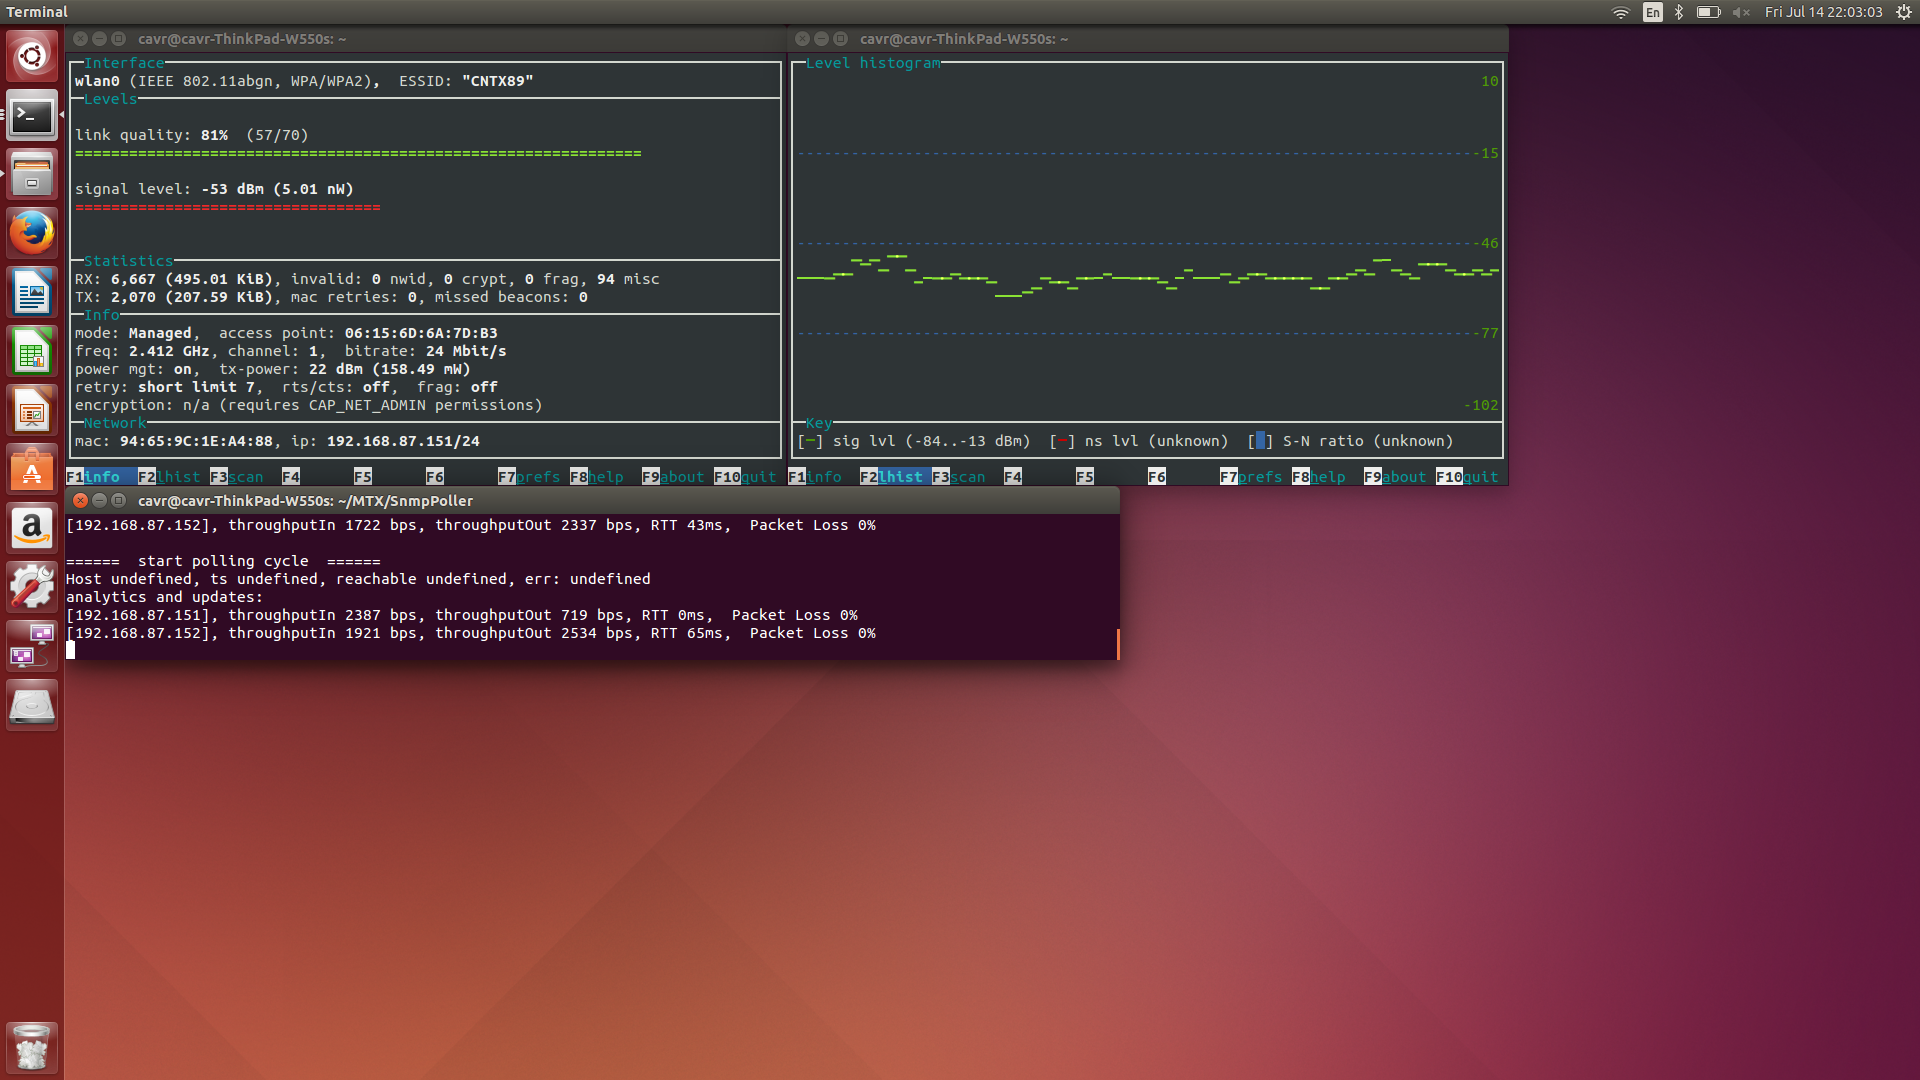 Terminal
En
Fri Jul 14 22:03:03
cavr@cavr-ThinkPad-W550s: ~
Interface
wlan0 (IEEE 802.11abgn, WPA/WPA2),  ESSID: "CNTX89"
Levels
link quality: 81%  (57/70)
===============================================================
signal level: -53 dBm (5.01 nW)
==================================
Statistics
RX: 6,667 (495.01 KiB), invalid: 0 nwid, 0 crypt, 0 frag, 94 misc
TX: 2,070 (207.59 KiB), mac retries: 0, missed beacons: 0
Info
mode: Managed,  access point: 06:15:6D:6A:7D:B3
freq: 2.412 GHz, channel: 1,  bitrate: 24 Mbit/s
power mgt: on,  tx-power: 22 dBm (158.49 mW)
retry: short limit 7,  rts/cts: off,  frag: off
encryption: n/a (requires CAP_NET_ADMIN permissions)
Network
mac: 94:65:9C:1E:A4:88, ip: 192.168.87.151/24
F1info  F2lhist F3scan  F4      F5      F6      F7prefs F8help  F9about F10quit
cavr@cavr-ThinkPad-W550s: ~
Level histogram
10
-15
-46
-77
-102
Key
[-] sig lvl (-84..-13 dBm)  [-] ns lvl (unknown)  [ ] S-N ratio (unknown)
F1info  F2lhist F3scan  F4      F5      F6      F7prefs F8help  F9about F10quit
cavr@cavr-ThinkPad-W550s: ~/MTX/SnmpPoller
[192.168.87.152], throughputIn 1722 bps, throughputOut 2337 bps, RTT 43ms,  Packet Loss 0%
======  start polling cycle  ======
Host undefined, ts undefined, reachable undefined, err: undefined
analytics and updates:
[192.168.87.151], throughputIn 2387 bps, throughputOut 719 bps, RTT 0ms,  Packet Loss 0%
[192.168.87.152], throughputIn 1921 bps, throughputOut 2534 bps, RTT 65ms,  Packet Loss 0%